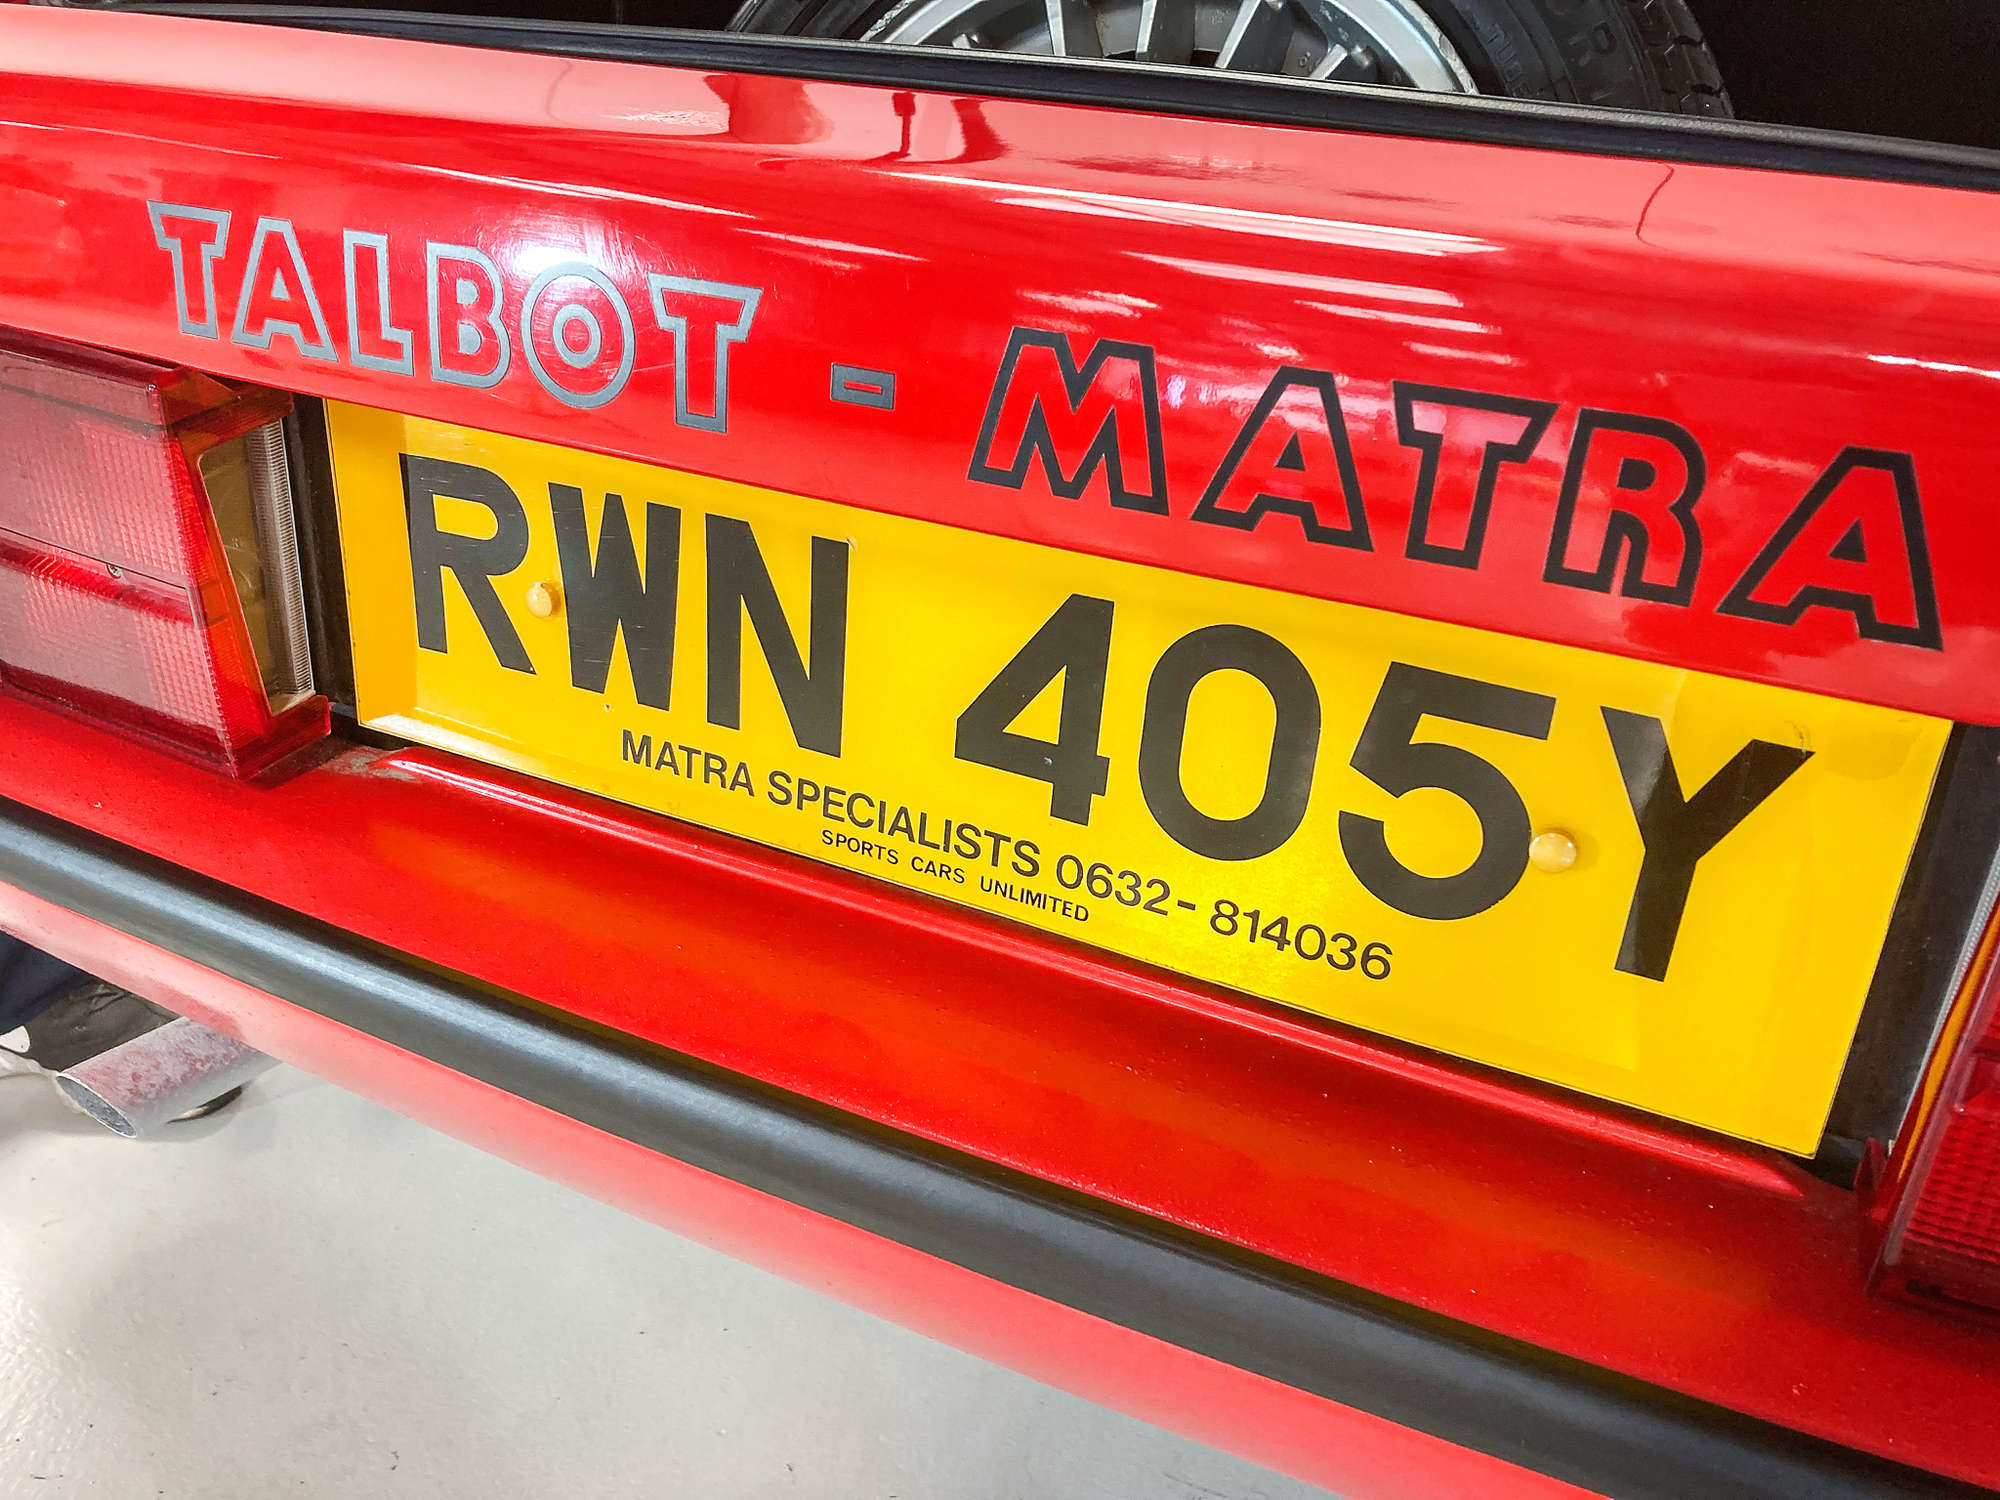 TALBOT - MATRA
RWN 405Y
MATRA SPECIALISTS 0632-814036
SPORTS CARS UNLIMITED